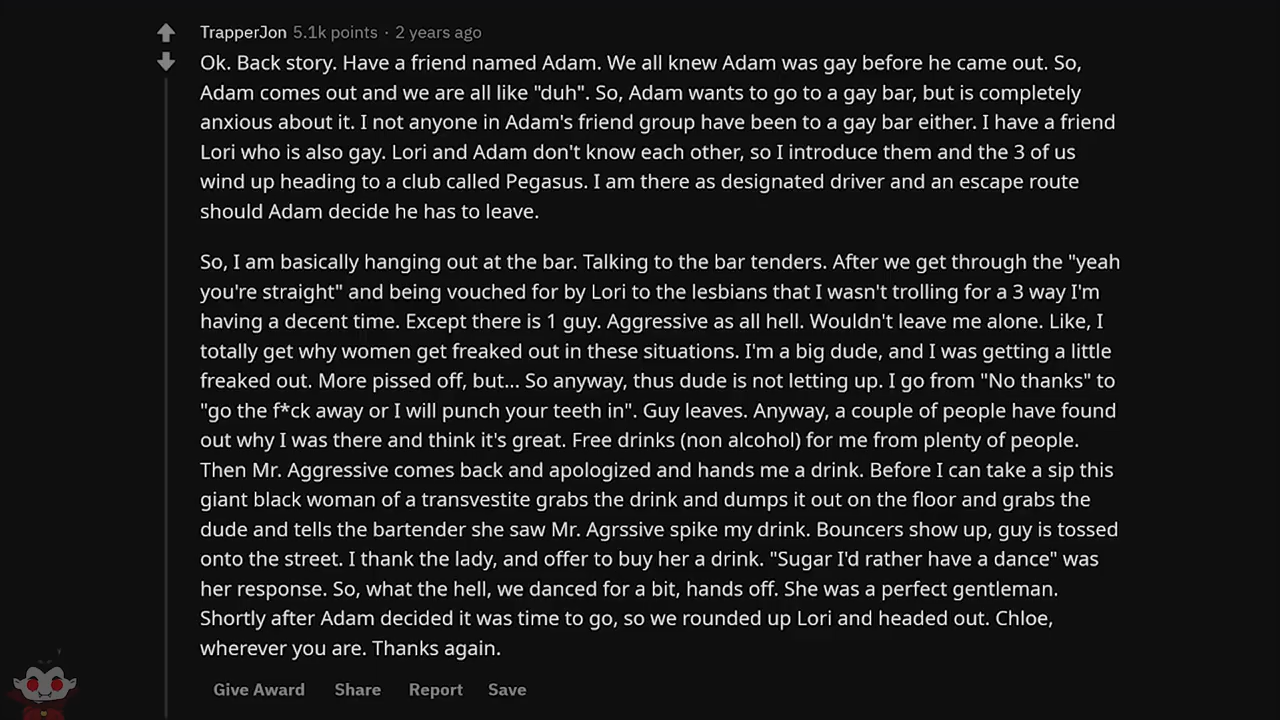 TrapperJon 5.1k points · 2 years ago
Ok. Back story. Have a friend named Adam. We all knew Adam was gay before he came out. So,
Adam comes out and we are all like "duh". So, Adam wants to go to a gay bar, but is completely
anxious about it. I not anyone in Adam's friend group have been to a gay bar either. I have a friend
Lori who is also gay. Lori and Adam don't know each other, so I introduce them and the 3 of us
wind up heading to a club called Pegasus. I am there as designated driver and an escape route
should Adam decide he has to leave.
So, I am basically hanging out at the bar. Talking to the bar tenders. After we get through the "yeah
you're straight" and being vouched for by Lori to the lesbians that I wasn't trolling for a 3 way I'm
having a decent time. Except there is 1 guy. Aggressive as all hell. Wouldn't leave me alone. Like, I
totally get why women get freaked out in these situations. I'm a big dude, and I was getting a little
freaked out. More pissed off, but... So anyway, thus dude is not letting up. I go from "No thanks" to
"go the f*ck away or I will punch your teeth in". Guy leaves. Anyway, a couple of people have found
out why I was there and think it's great. Free drinks (non alcohol) for me from plenty of people.
Then Mr. Aggressive comes back and apologized and hands me a drink. Before I can take a sip this
giant black woman of a transvestite grabs the drink and dumps it out on the floor and grabs the
dude and tells the bartender she saw Mr. Agrssive spike my drink. Bouncers show up, guy is tossed
onto the street. I thank the lady, and offer to buy her a drink. "Sugar I'd rather have a dance" was
her response. So, what the hell, we danced for a bit, hands off. She was a perfect gentleman.
Shortly after Adam decided it was time to go, so we rounded up Lori and headed out. Chloe,
wherever you are. Thanks again.
Give Award Share Report Save